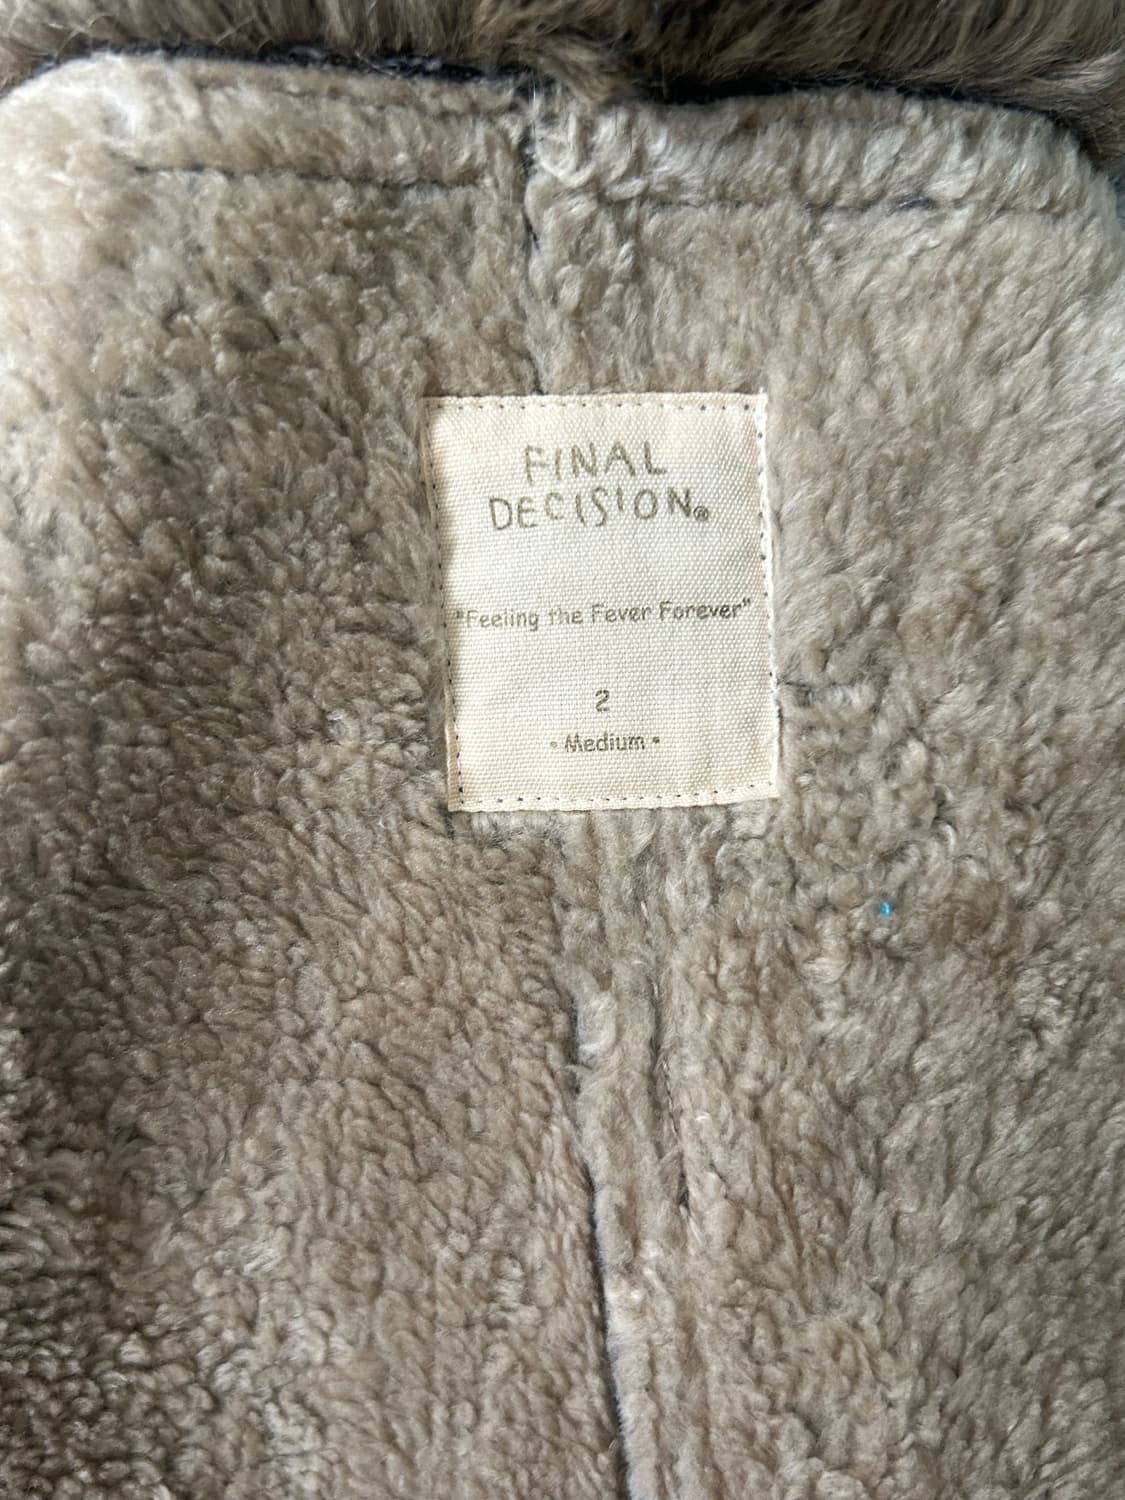 FINAL
DECISION®
"Feeling the Fever Forever"
2
• Medium •